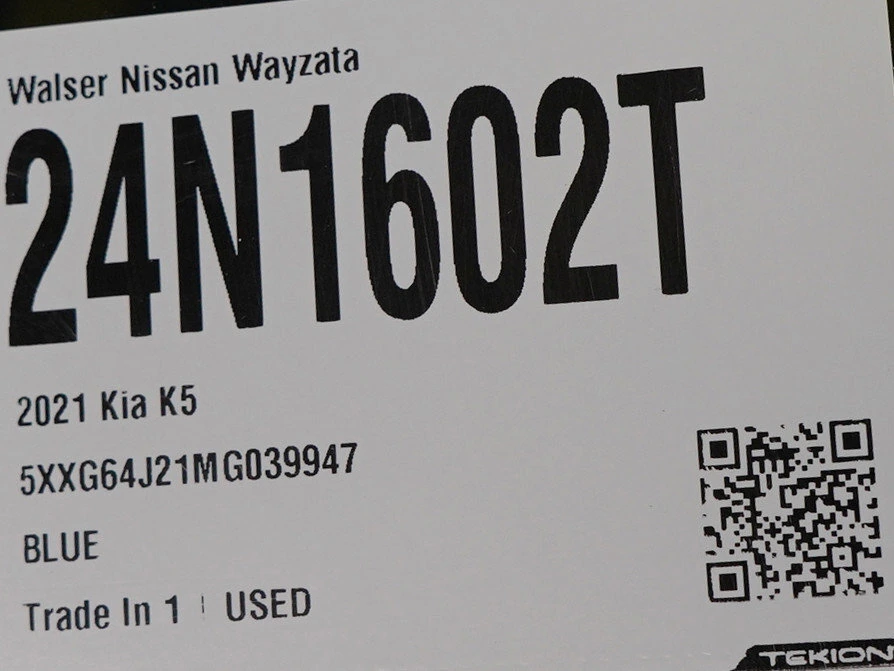 Walser Nissan Wayzata
24N1602T
2021 Kia K5
5XXG64J21MG039947
BLUE
Trade In 1 | USED
TEKION